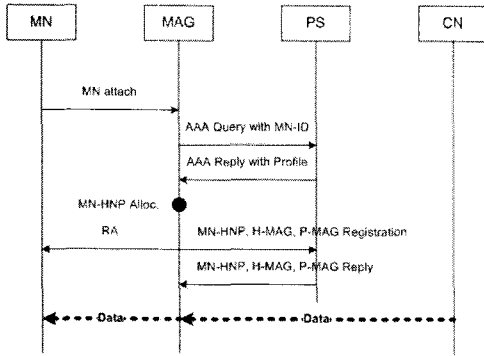 MN MAG PS CN
MN attach
AAA Query with MN-ID
AAA Reply with Profile
MN-HNP Alloc.
RA MN-HNP, H-MAG, P-MAG Registration
MN-HNP, H-MAG, P-MAG Reply
Data Data